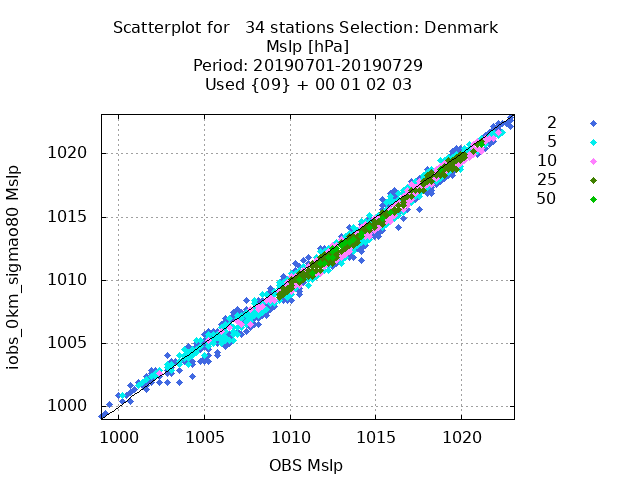 Scatterplot for   34 stations Selection: Denmark
Mslp [hPa]
Period: 20190701-20190729
Used {09} + 00 01 02 03
2
5
10
25
50
1020
1015
1010
1005
1000
iobs_0km_sigmao80 Mslp
1000 1005 1010 1015 1020
OBS Mslp